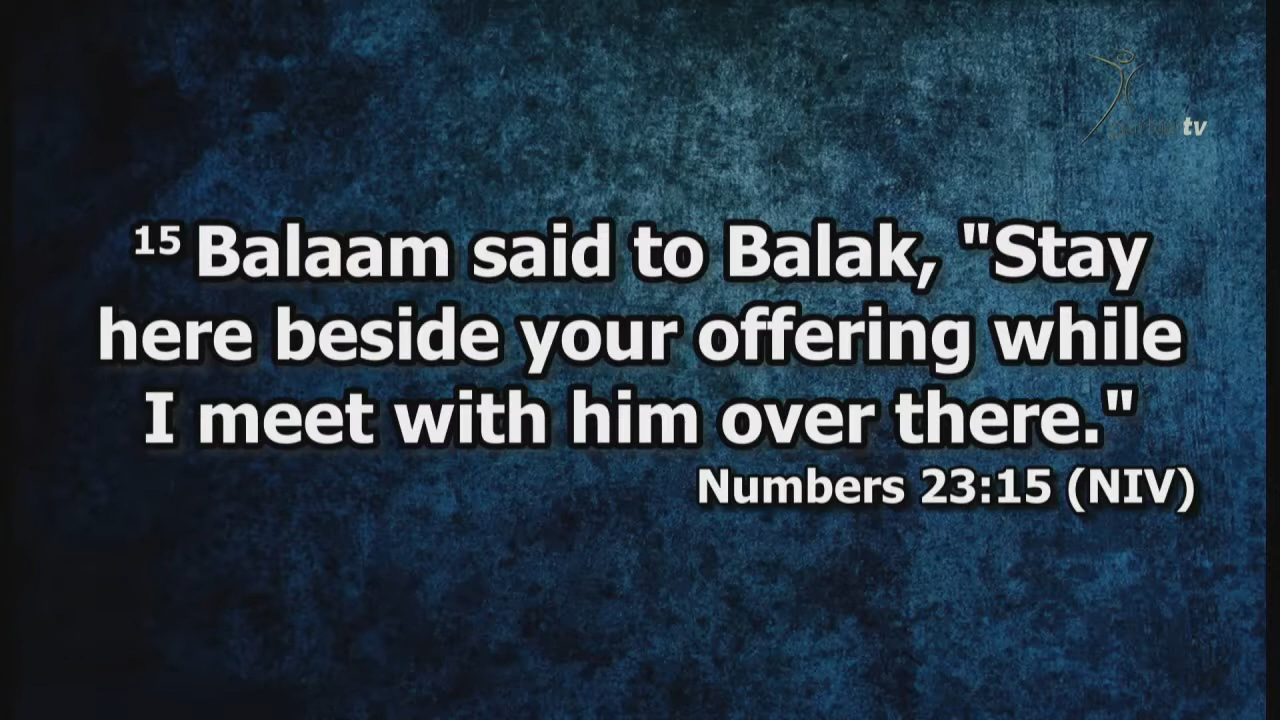 tv
15 Balaam said to Balak, "Stay
here beside your offering while
I meet with him over there."
Numbers 23:15 (NIV)